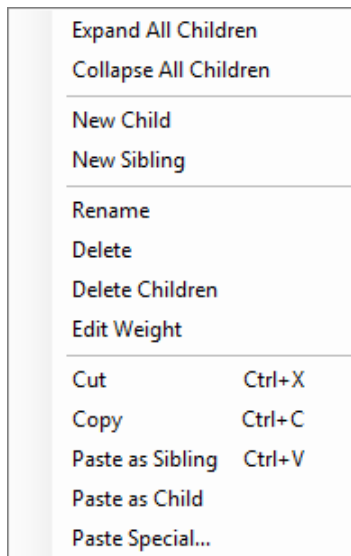 Expand All Children
Collapse All Children
New Child
New Sibling
Rename
Delete
Delete Children
Edit Weight
Cut Ctrl+X
Copy Ctrl+C
Paste as Sibling Ctrl+V
Paste as Child
Paste Special...